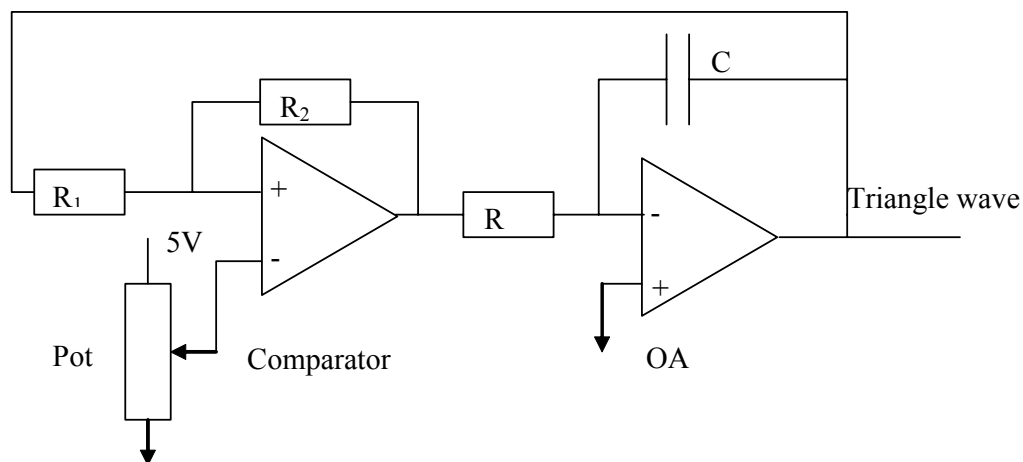 C
R₂
R₁
+
-
5V
R
-
+
Triangle wave
Pot
Comparator
OA